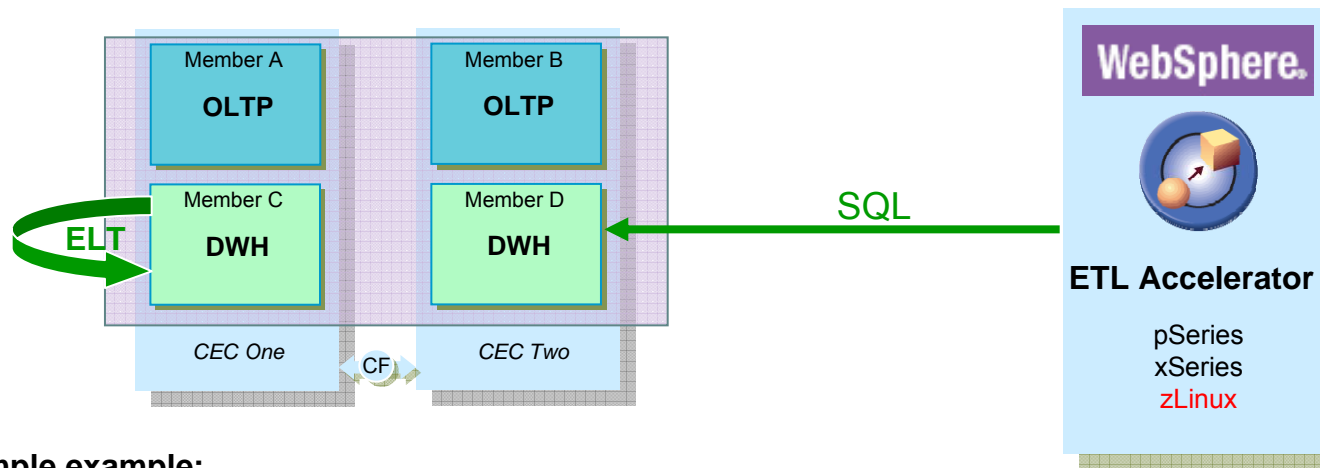 Member A
OLTP
Member B
OLTP
Member C
DWH
Member D
DWH
ELT
SQL
CEC One
CF
CEC Two
WebSphere®
ETL Accelerator
pSeries
xSeries
zLinux
example: